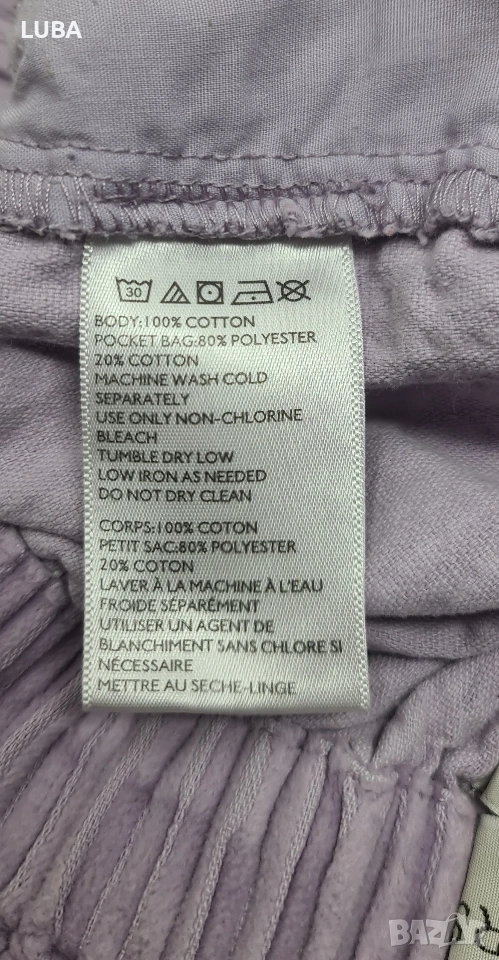 LUBA
30
BODY:100% COTTON
POCKET BAG:80% POLYESTER
20% COTTON
MACHINE WASH COLD
SEPARATELY
USE ONLY NON-CHLORINE
BLEACH
TUMBLE DRY LOW
LOW IRON AS NEEDED
DO NOT DRY CLEAN
CORPS:100% COTON
PETIT SAC:80% POLYESTER
20% COTON
LAVER À LA MACHINE À L'EAU
FROIDE SÉPARÉMENT
UTILISER UN AGENT DE
BLANCHIMENT SANS CHLORE SI
NÉCESSAIRE
METTRE AU SECHE-LINGE
BAZAR